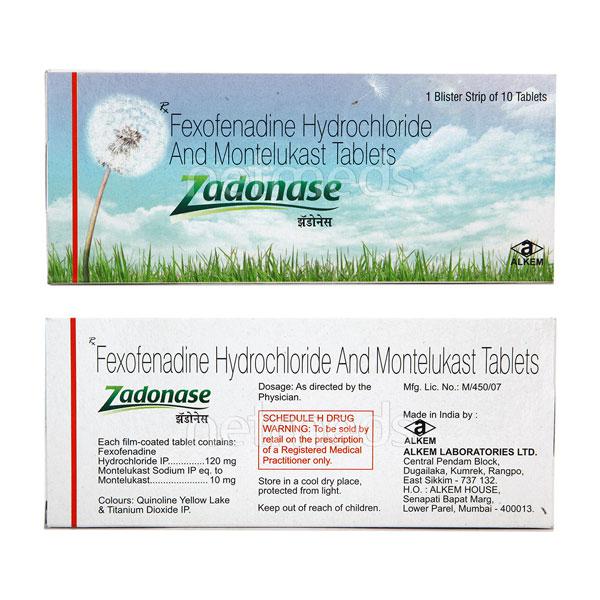 1 Blister Strip of 10 Tablets
Rx
Fexofenadine Hydrochloride
And Montelukast Tablets
netmeds
Zadonase
झॅडोनेस
a
ALKEM
Rx
Fexofenadine Hydrochloride And Montelukast Tablets
Zadonase
झॅडोनेस
netmeds
Each film-coated tablet contains:
Fexofenadine
Hydrochloride IP.............120 mg
Montelukast Sodium IP eq. to
Montelukast...................... 10 mg
Colours: Quinoline Yellow Lake
& Titanium Dioxide IP.
Dosage: As directed by the
Physician.
SCHEDULE H DRUG
WARNING: To be sold by
retail on the prescription
of a Registered Medical
Practitioner only.
Store in a cool dry place,
protected from light.
Keep out of reach of children.
Mfg. Lic. No.: M/450/07
Made in India by :
a
ALKEM
ALKEM LABORATORIES LTD.
Central Pendam Block,
Dugailaka, Kumrek, Rangpo,
East Sikkim - 737 132.
H.O. : ALKEM HOUSE,
Senapati Bapat Marg,
Lower Parel, Mumbai - 400013.